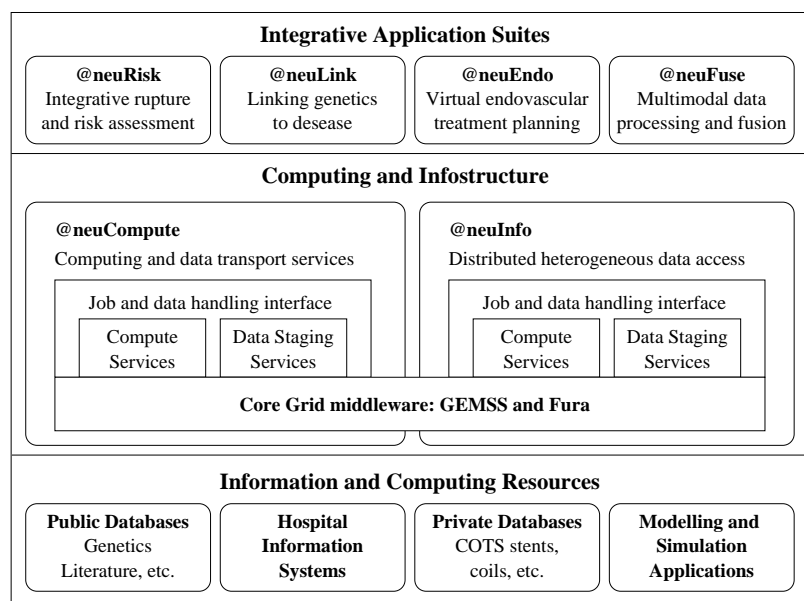 Integrative Application Suites
@neuRisk
Integrative rupture
and risk assessment
@neuLink
Linking genetics
to desease
@neuEndo
Virtual endovascular
treatment planning
@neuFuse
Multimodal data
processing and fusion
Computing and Infostructure
@neuCompute
Computing and data transport services
Job and data handling interface
Compute
Services
Data Staging
Services
@neuInfo
Distributed heterogeneous data access
Job and data handling interface
Compute
Services
Data Staging
Services
Core Grid middleware: GEMSS and Fura
Information and Computing Resources
Public Databases
Genetics
Literature, etc.
Hospital
Information
Systems
Private Databases
COTS stents,
coils, etc.
Modelling and
Simulation
Applications